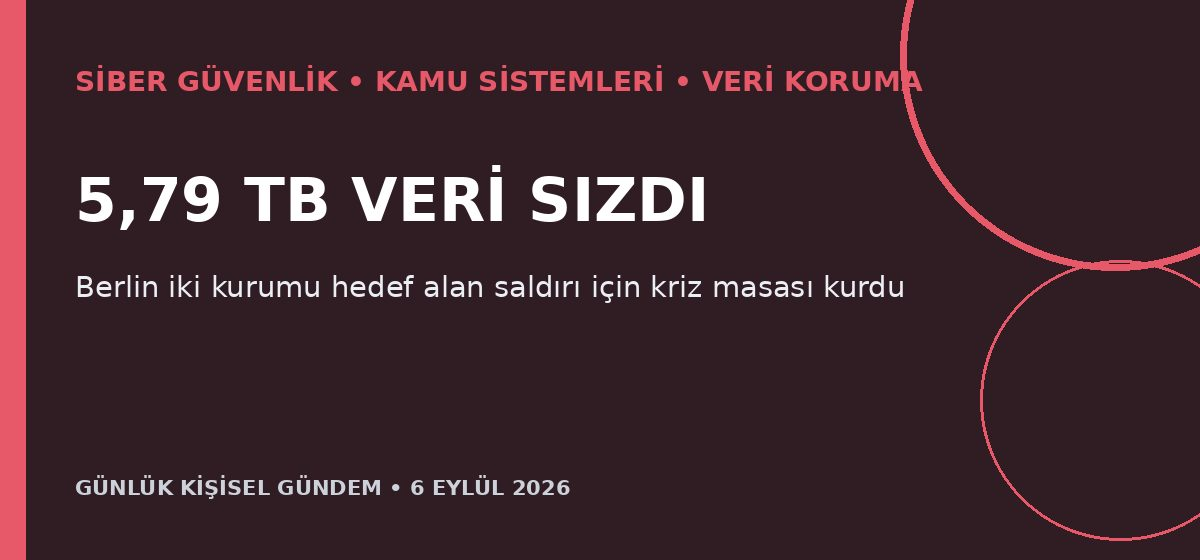 SİBER GÜVENLİK • KAMU SİSTEMLERİ • VERİ KORUMA
5,79 TB VERİ SIZDI
Berlin iki kurumu hedef alan saldırı için kriz masası kurdu
GÜNLÜK KİŞİSEL GÜNDEM • 6 EYLÜL 2026